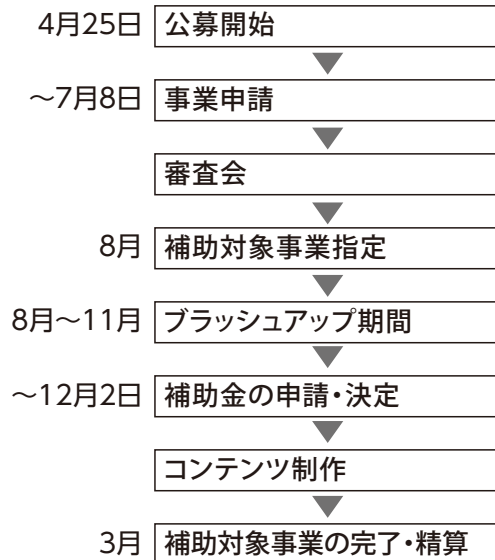 4月25日 公募開始
～7月8日 事業申請
審査会
8月 補助対象事業指定
8月～11月 ブラッシュアップ期間
～12月2日 補助金の申請・決定
コンテンツ制作
3月 補助対象事業の完了・精算